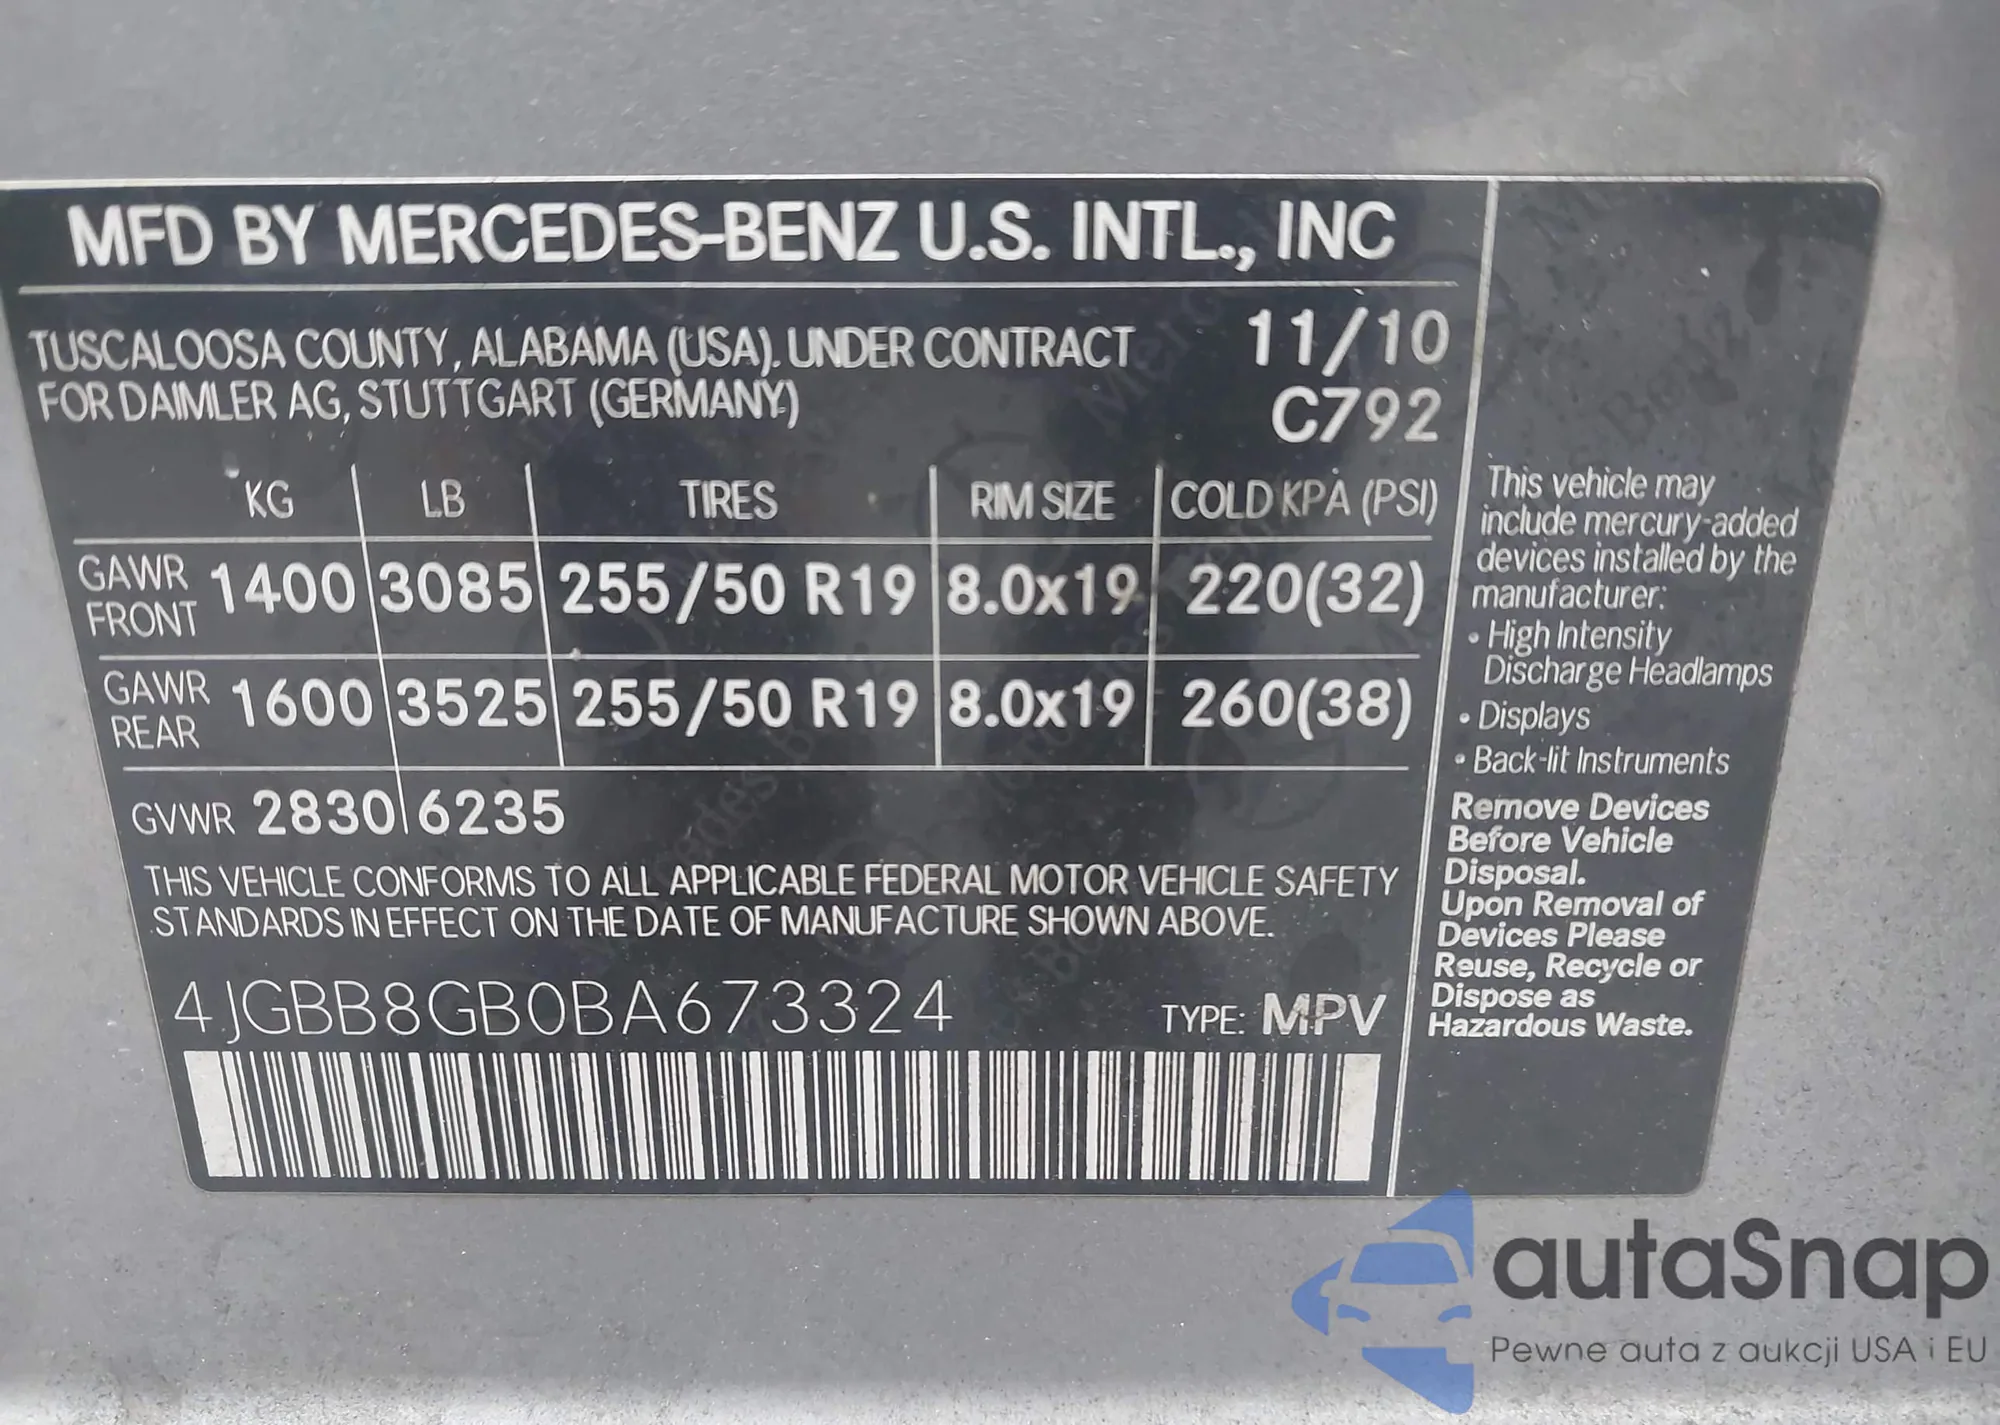 MFD BY MERCEDES-BENZ U.S. INTL., INC
TUSCALOOSA COUNTY, ALABAMA (USA). UNDER CONTRACT
FOR DAIMLER AG, STUTTGART (GERMANY)
11/10
C792
KG LB TIRES RIM SIZE COLD KPA (PSI)
GAWR FRONT 1400 3085 255/50 R19 8.0x19 220(32)
GAWR REAR 1600 3525 255/50 R19 8.0x19 260(38)
GVWR 2830 6235
THIS VEHICLE CONFORMS TO ALL APPLICABLE FEDERAL MOTOR VEHICLE SAFETY
STANDARDS IN EFFECT ON THE DATE OF MANUFACTURE SHOWN ABOVE.
4JGBB8GB0BA673324
TYPE: MPV
This vehicle may
include mercury-added
devices installed by the
manufacturer:
• High Intensity
Discharge Headlamps
• Displays
• Back-lit Instruments
Remove Devices
Before Vehicle
Disposal.
Upon Removal of
Devices Please
Reuse, Recycle or
Dispose as
Hazardous Waste.
autaSnap
Pewne auta z aukcji USA i EU